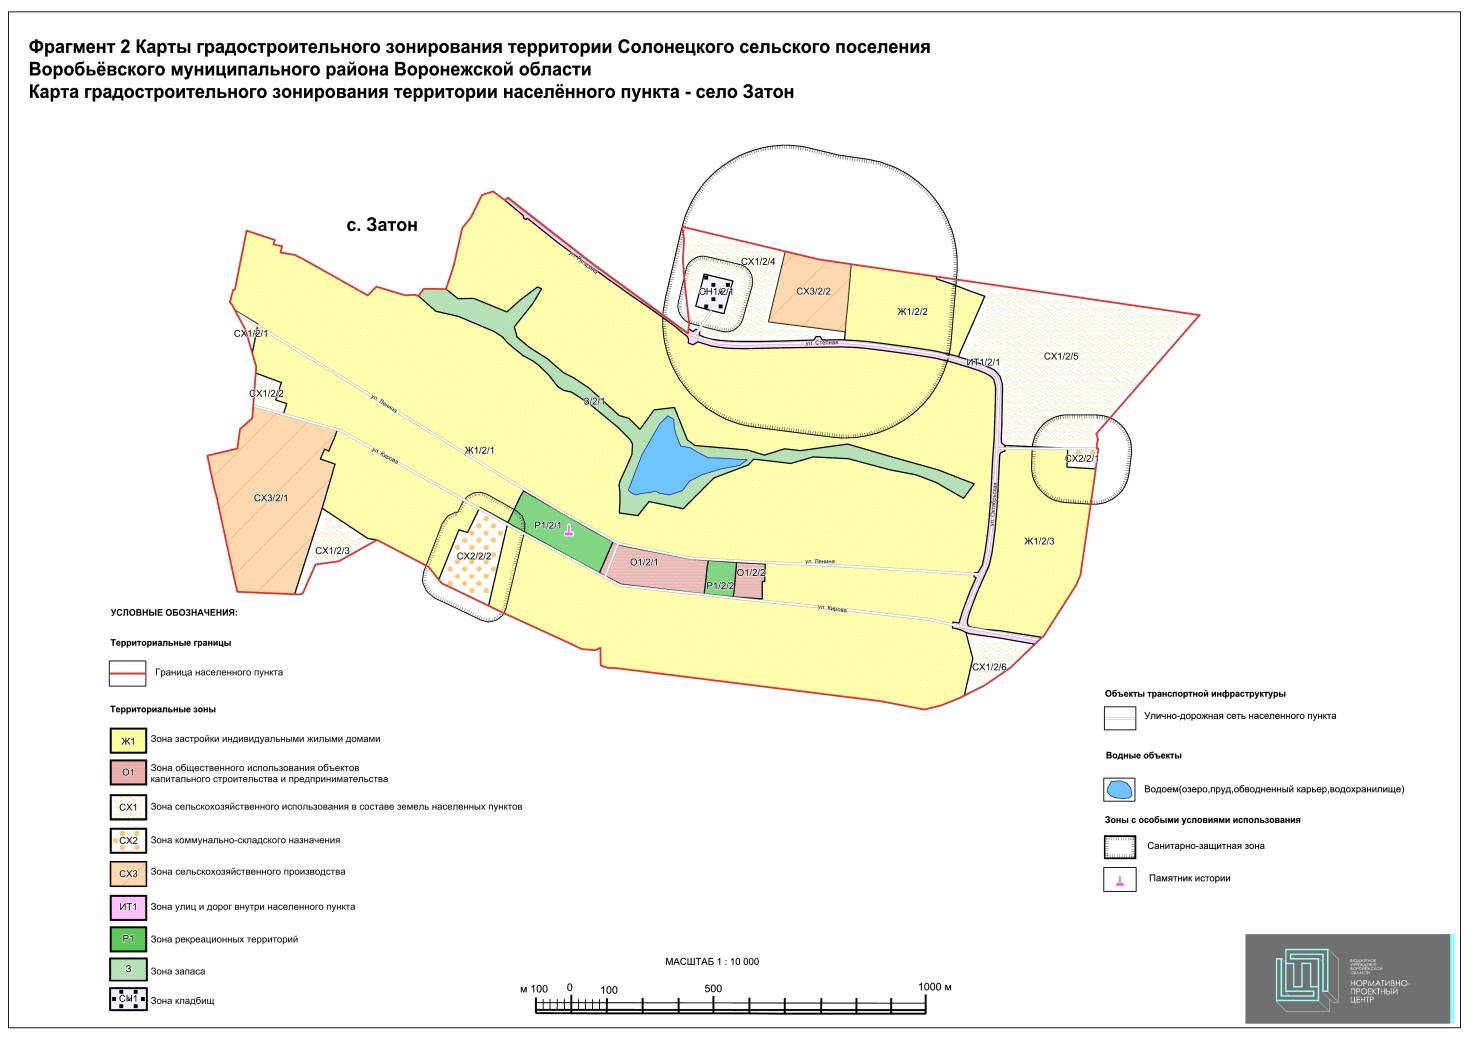 Фрагмент 2 Карты градостроительного зонирования территории Солонецкого сельского поселения
Воробьёвского муниципального района Воронежской области
Карта градостроительного зонирования территории населённого пункта - село Затон
с. Затон
ул. Гагарина
СХ1/2/4
ОН1/2/1
СХ3/2/2
Ж1/2/2
СХ1/2/1
ул. Степная
ИТ1/2/1
СХ1/2/5
СХ1/2/2
ул. Ленина
З/2/1
Ж1/2/1
ул. Кирова
СХ2/2/1
СХ3/2/1
ул. Октябрьская
Р1/2/1
Ж1/2/3
СХ1/2/3
СХ2/2/2
О1/2/1
ул. Ленина
О1/2/2
Р1/2/2
ул. Кирова
СХ1/2/6
УСЛОВНЫЕ ОБОЗНАЧЕНИЯ:
Территориальные границы
Граница населенного пункта
Территориальные зоны
Ж1 Зона застройки индивидуальными жилыми домами
О1 Зона общественного использования объектов
капитального строительства и предпринимательства
СХ1 Зона сельскохозяйственного использования в составе земель населенных пунктов
СХ2 Зона коммунально-складского назначения
СХ3 Зона сельскохозяйственного производства
ИТ1 Зона улиц и дорог внутри населенного пункта
Р1 Зона рекреационных территорий
З Зона запаса
СН1 Зона кладбищ
Объекты транспортной инфраструктуры
Улично-дорожная сеть населенного пункта
Водные объекты
Водоем(озеро,пруд,обводненный карьер,водохранилище)
Зоны с особыми условиями использования
Санитарно-защитная зона
Памятник истории
МАСШТАБ 1 : 10 000
м 100 0 100 500 1000 м
БЮДЖЕТНОЕ
УЧРЕЖДЕНИЕ
ВОРОНЕЖСКОЙ
ОБЛАСТИ
НОРМАТИВНО-
ПРОЕКТНЫЙ
ЦЕНТР